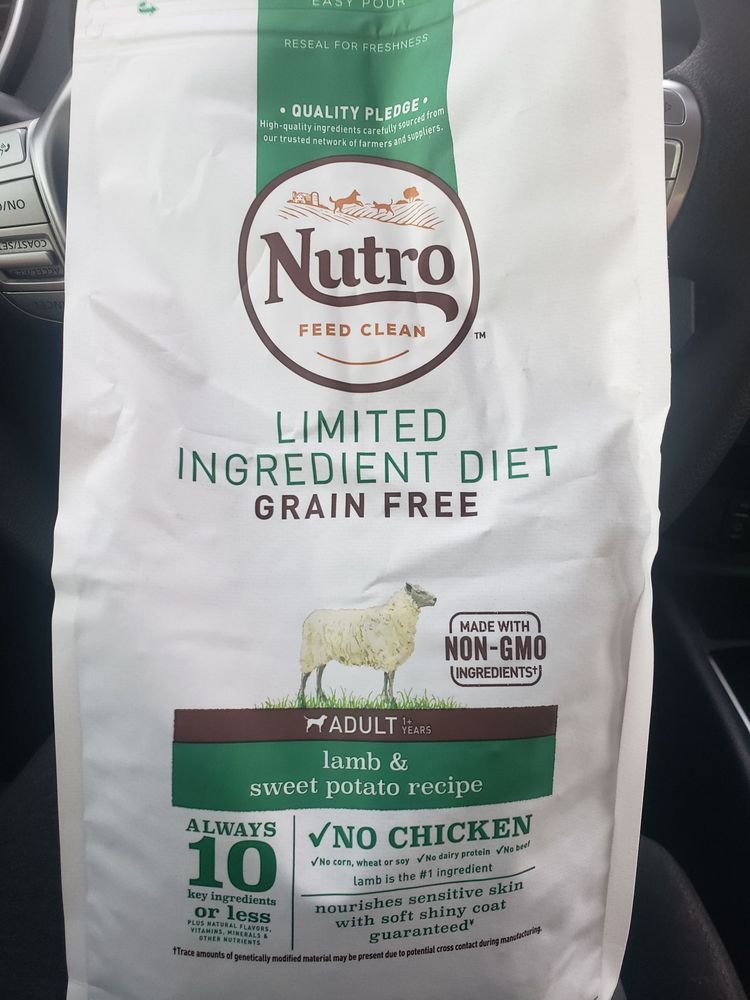 EASY POUR
RESEAL FOR FRESHNESS
• QUALITY PLEDGE •
High-quality ingredients carefully sourced from
our trusted network of farmers and suppliers.
Nutro
FEED CLEAN
TM
LIMITED
INGREDIENT DIET
GRAIN FREE
MADE WITH
NON-GMO
INGREDIENTS†
ADULT 1+ YEARS
lamb &
sweet potato recipe
ALWAYS
10
key ingredients
or less
PLUS NATURAL FLAVORS,
VITAMINS, MINERALS &
OTHER NUTRIENTS
✓NO CHICKEN
✓No corn, wheat or soy ✓No dairy protein ✓No beef
lamb is the #1 ingredient
nourishes sensitive skin
with soft shiny coat
guaranteed¥
†Trace amounts of genetically modified material may be present due to potential cross contact during manufacturing.
ON/
COAST/SET